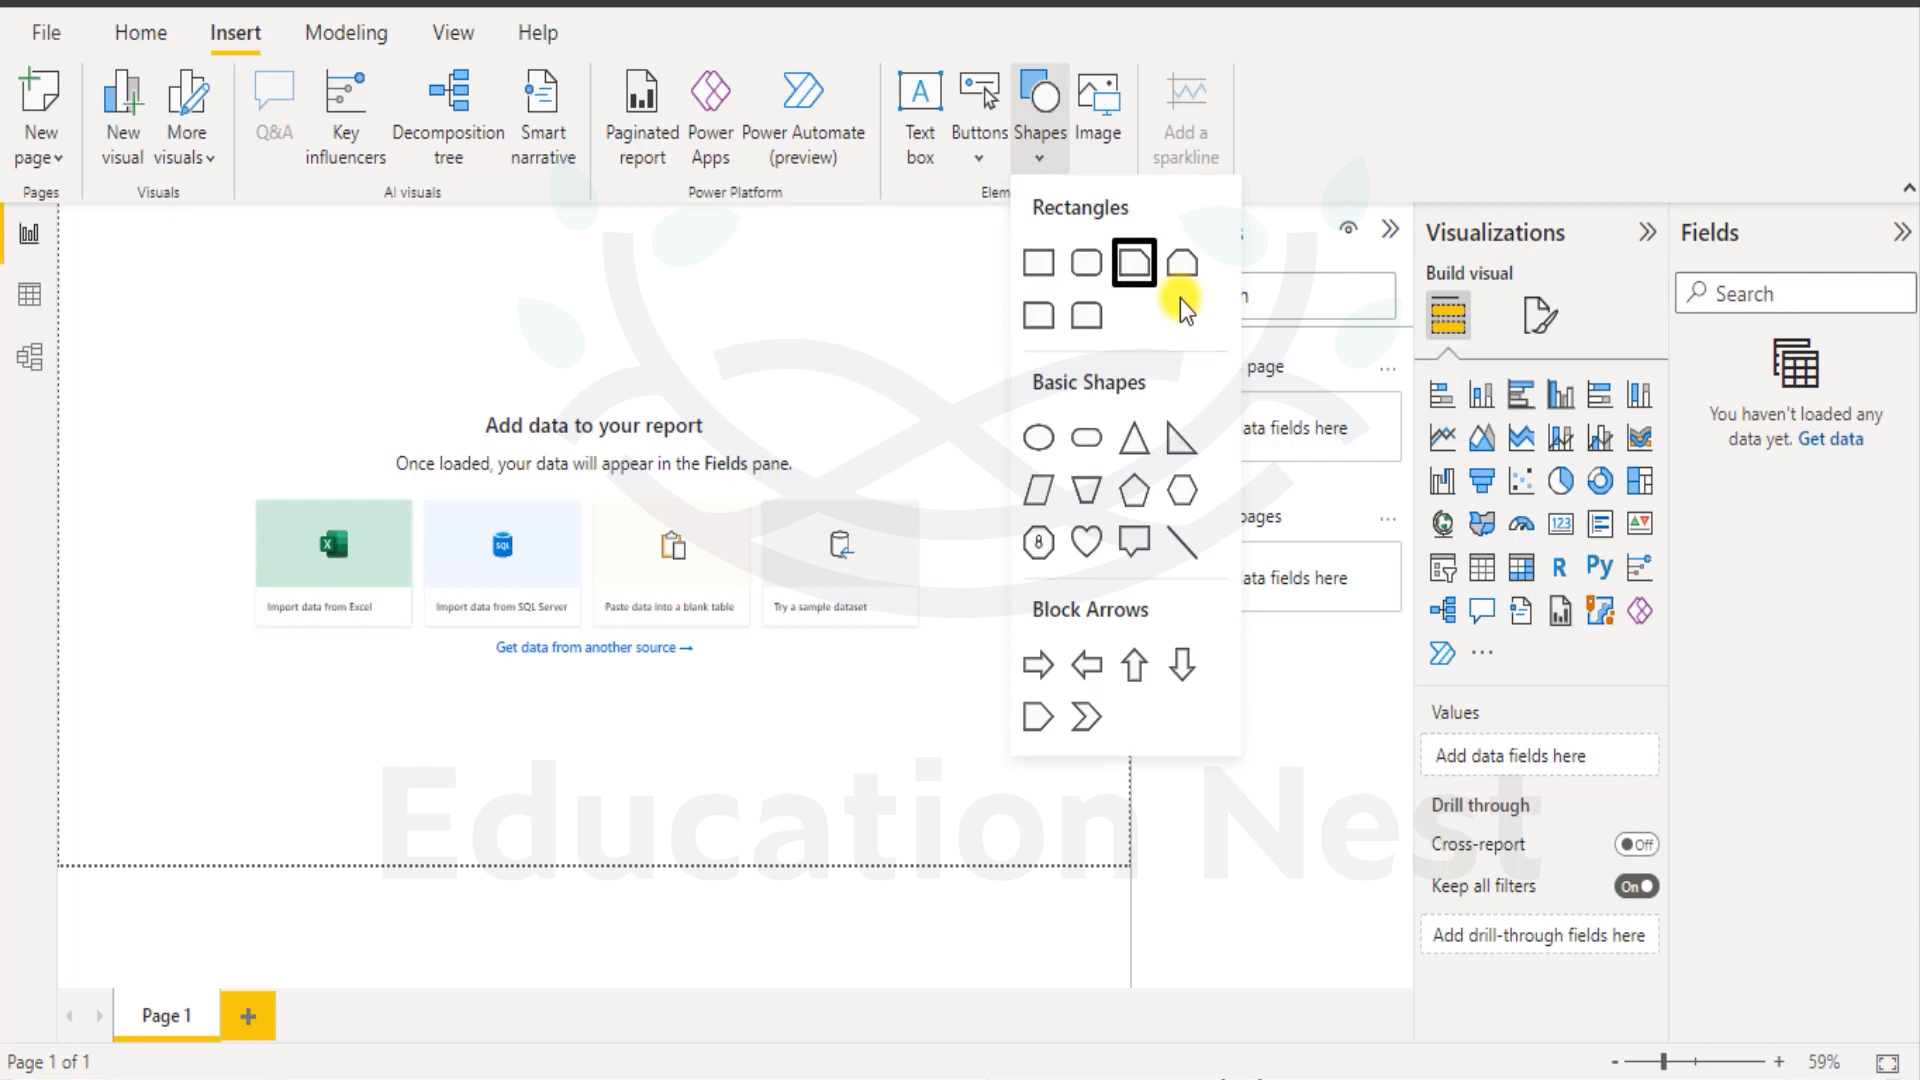 File Home Insert Modeling View Help
New page
New visual
More visuals
Q&A
Key influencers
Decomposition tree
Smart narrative
Paginated report
Power Apps
Power Automate (preview)
Text box
Buttons
Shapes
Image
Add a sparkline
Pages Visuals AI visuals Power Platform Elem
Rectangles
Basic Shapes
8
Block Arrows
page
ata fields here
pages
ata fields here
Add data to your report
Once loaded, your data will appear in the Fields pane.
SQL
Import data from Excel
Import data from SQL Server
Paste data into a blank table
Try a sample dataset
Get data from another source →
Visualizations
Build visual
123
R Py
Values
Add data fields here
Drill through
Cross-report Off
Keep all filters On
Add drill-through fields here
Fields
Search
You haven't loaded any
data yet. Get data
Education Nest
Page 1
Page 1 of 1
- + 59%